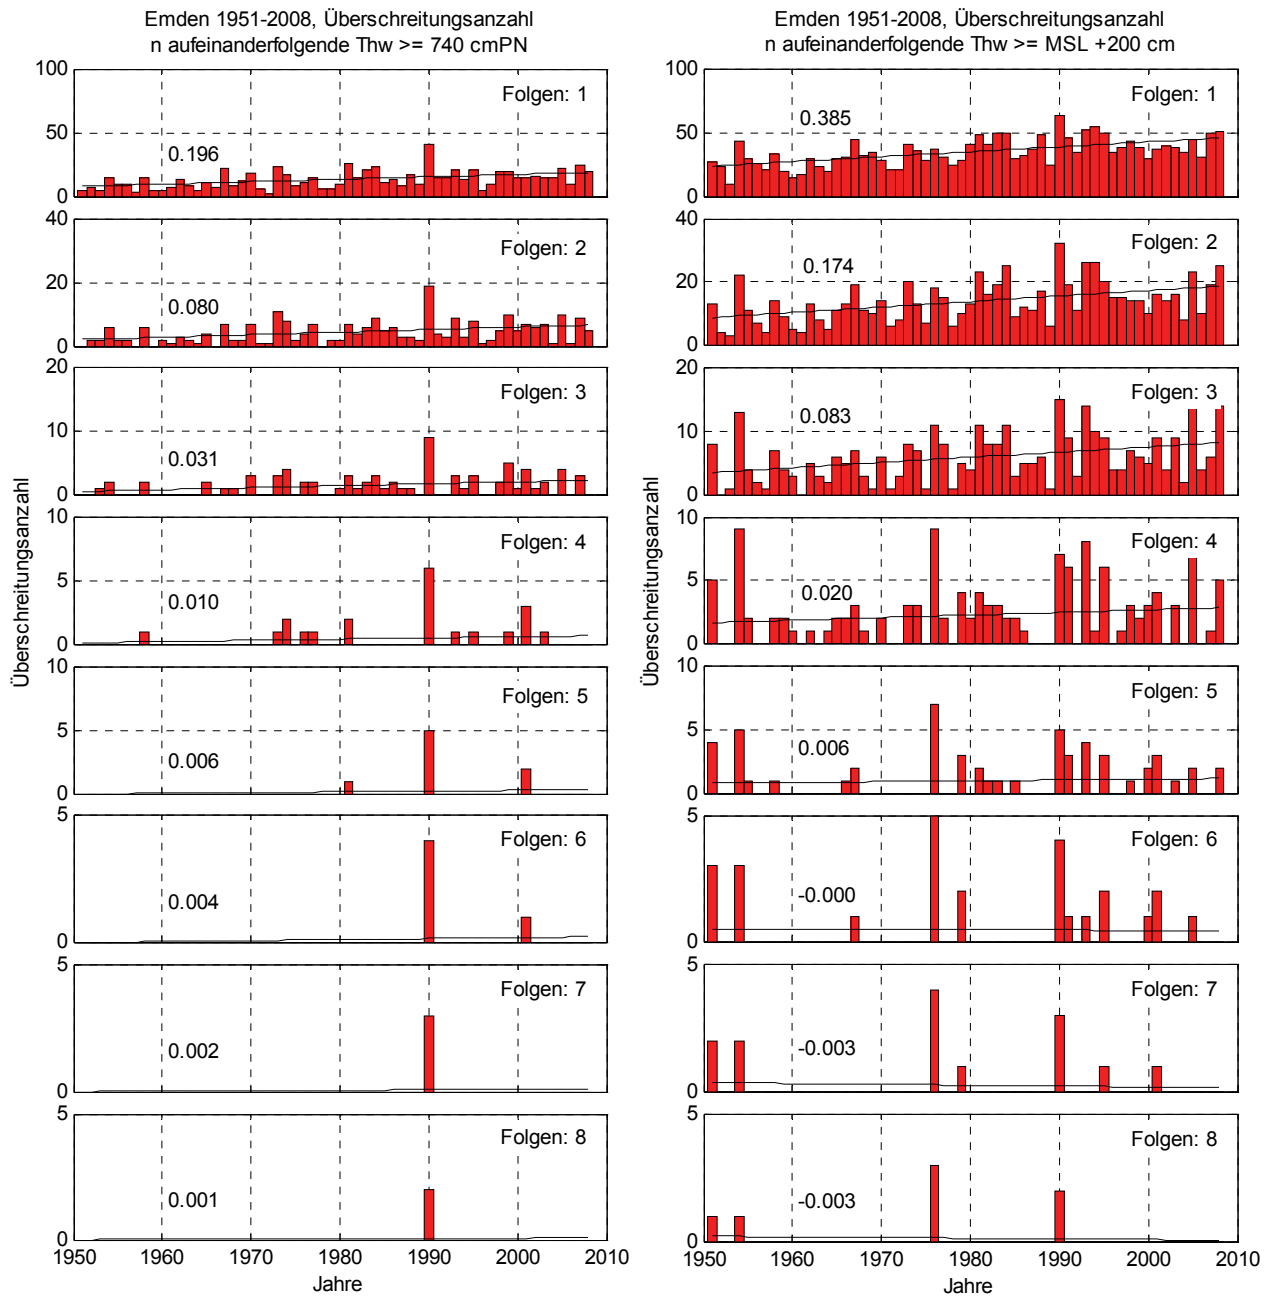 Emden 1951-2008, Überschreitungsanzahl
n aufeinanderfolgende Thw >= 740 cmPN
100
50
0
Folgen: 1
0.196
40
20
0
Folgen: 2
0.080
20
10
0
Folgen: 3
0.031
10
5
0
Folgen: 4
0.010
10
5
0
Folgen: 5
0.006
5
0
Folgen: 6
0.004
5
0
Folgen: 7
0.002
5
0
Folgen: 8
0.001
1950 1960 1970 1980 1990 2000 2010
Jahre
Überschreitungsanzahl
Emden 1951-2008, Überschreitungsanzahl
n aufeinanderfolgende Thw >= MSL +200 cm
100
50
0
Folgen: 1
0.385
40
20
0
Folgen: 2
0.174
20
10
0
Folgen: 3
0.083
10
5
0
Folgen: 4
0.020
10
5
0
Folgen: 5
0.006
5
0
Folgen: 6
-0.000
5
0
Folgen: 7
-0.003
5
0
Folgen: 8
-0.003
1950 1960 1970 1980 1990 2000 2010
Jahre
Überschreitungsanzahl